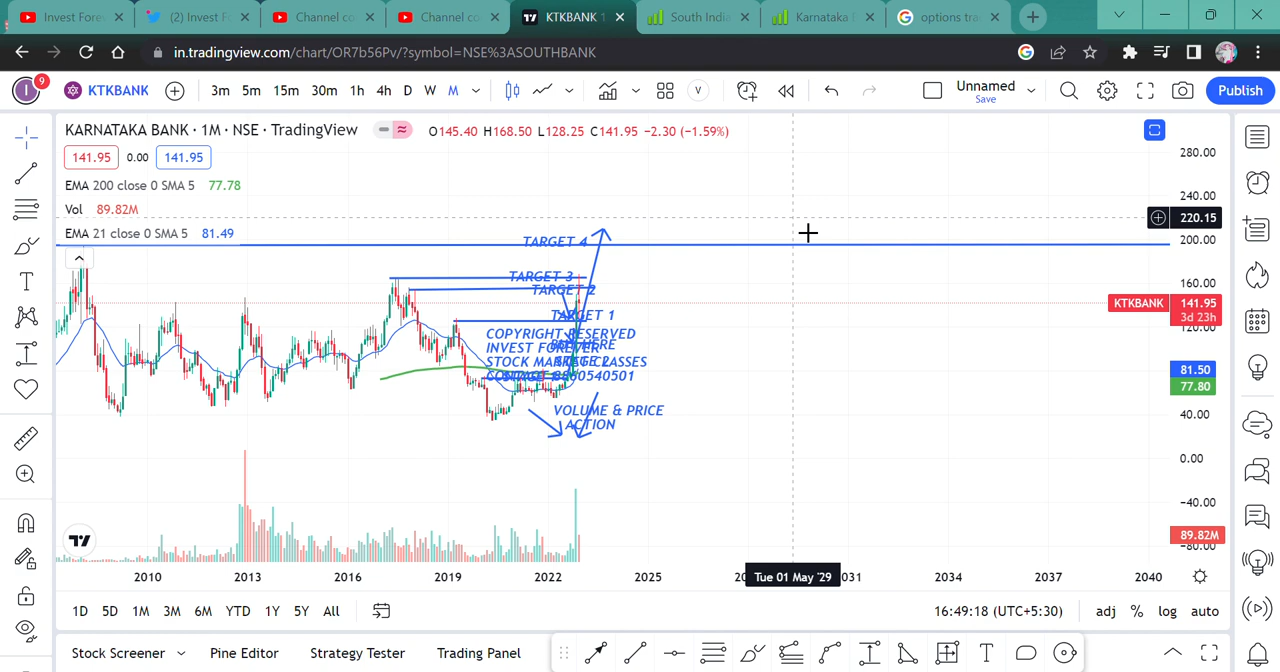 Invest Fore
(2) Invest F
Channel co
Channel co
KTKBANK 1
South India
Karnataka B
options tra
in.tradingview.com/chart/OR7b56Pv/?symbol=NSE%3ASOUTHBANK
I 9 KTKBANK 3m 5m 15m 30m 1h 4h D W M V Unnamed Save Publish
KARNATAKA BANK · 1M · NSE · TradingView O145.40 H168.50 L128.25 C141.95 −2.30 (−1.59%)
141.95 0.00 141.95
EMA 200 close 0 SMA 5 77.78
Vol 89.82M
EMA 21 close 0 SMA 5 81.49
280.00
240.00
220.15
200.00
160.00
KTKBANK 141.95
3d 23h
120.00
81.50
77.80
40.00
0.00
−40.00
89.82M
−80.00
TARGET 4
TARGET 3
TARGET 2
TARGET 1
COPYRIGHT RESERVED
INVEST FOREVER
STOCK MARKET CLASSES
8860540501
VOLUME & PRICE
ACTION
2010 2013 2016 2019 2022 2025 Tue 01 May '29 2031 2034 2037 2040
1D 5D 1M 3M 6M YTD 1Y 5Y All 16:49:18 (UTC+5:30) adj % log auto
Stock Screener Pine Editor Strategy Tester Trading Panel